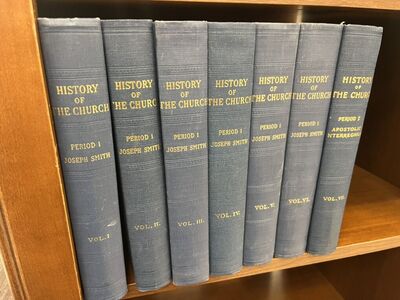 HISTORY
OF
THE CHURCH
PERIOD I
JOSEPH SMITH
VOL. I
HISTORY
OF
THE CHURCH
PERIOD I
JOSEPH SMITH
VOL. II.
HISTORY
OF
THE CHURCH
PERIOD I
JOSEPH SMITH
VOL. III.
HISTORY
OF
THE CHURCH
PERIOD I
JOSEPH SMITH
VOL. IV.
HISTORY
OF
THE CHURCH
PERIOD I
JOSEPH SMITH
VOL. V.
HISTORY
OF
THE CHURCH
PERIOD I
JOSEPH SMITH
VOL. VI.
HISTORY
OF
THE CHURCH
PERIOD
APOSTOLIC
INTERREGNUM
VOL. VII.